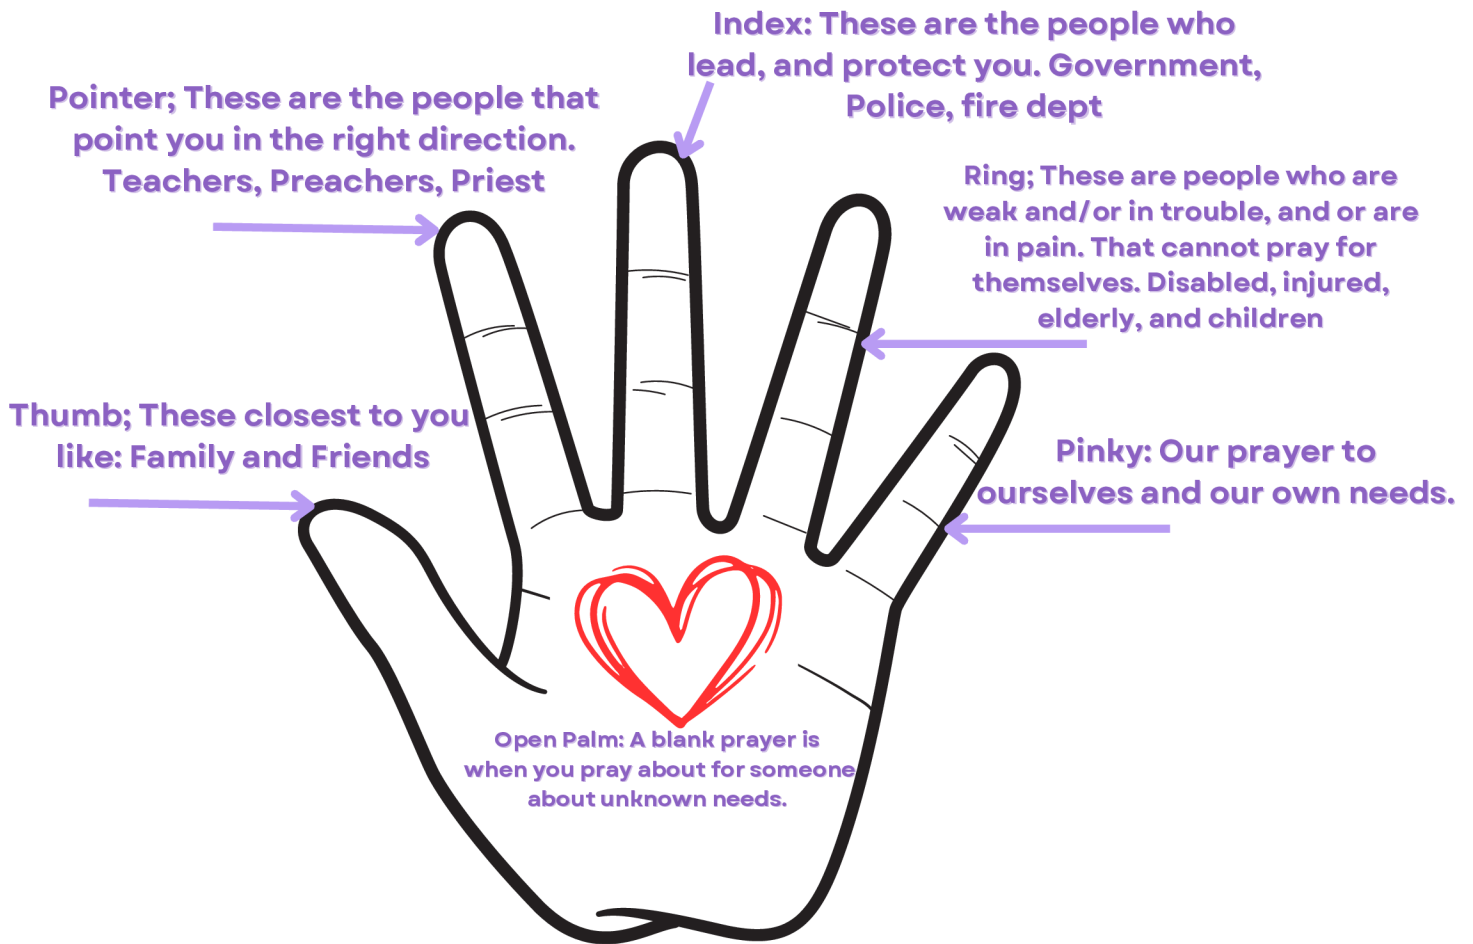 Index: These are the people who
lead, and protect you. Government,
Police, fire dept
Pointer; These are the people that
point you in the right direction.
Teachers, Preachers, Priest
Ring; These are people who are
weak and/or in trouble, and or are
in pain. That cannot pray for
themselves. Disabled, injured,
elderly, and children
Thumb; These closest to you
like: Family and Friends
Pinky: Our prayer to
ourselves and our own needs.
Open Palm: A blank prayer is
when you pray about for someone
about unknown needs.